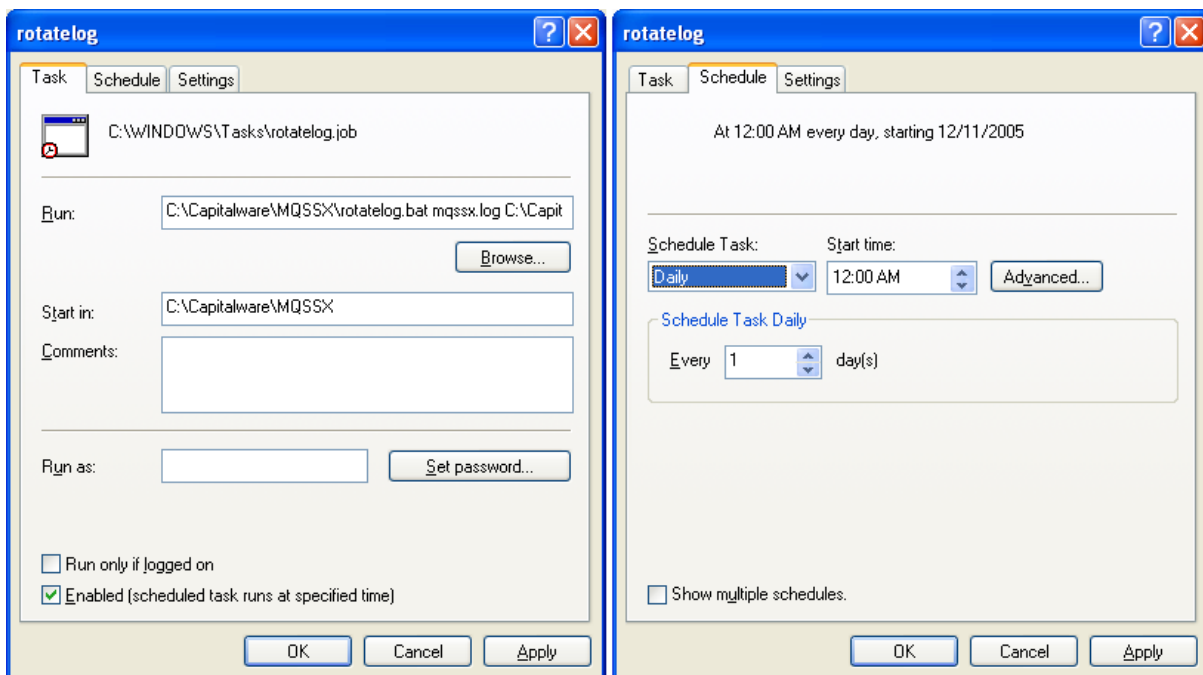 rotatelog
Task Schedule Settings
C:\WINDOWS\Tasks\rotatelog.job
Run: C:\Capitalware\MQSSX\rotatelog.bat mqssx.log C:\Capit
Browse...
Start in: C:\Capitalware\MQSSX
Comments:
Run as: Set password...
Run only if logged on
Enabled (scheduled task runs at specified time)
OK Cancel Apply
rotatelog
Task Schedule Settings
At 12:00 AM every day, starting 12/11/2005
Schedule Task: Start time:
Daily 12:00 AM Advanced...
Schedule Task Daily
Every 1 day(s)
Show multiple schedules.
OK Cancel Apply